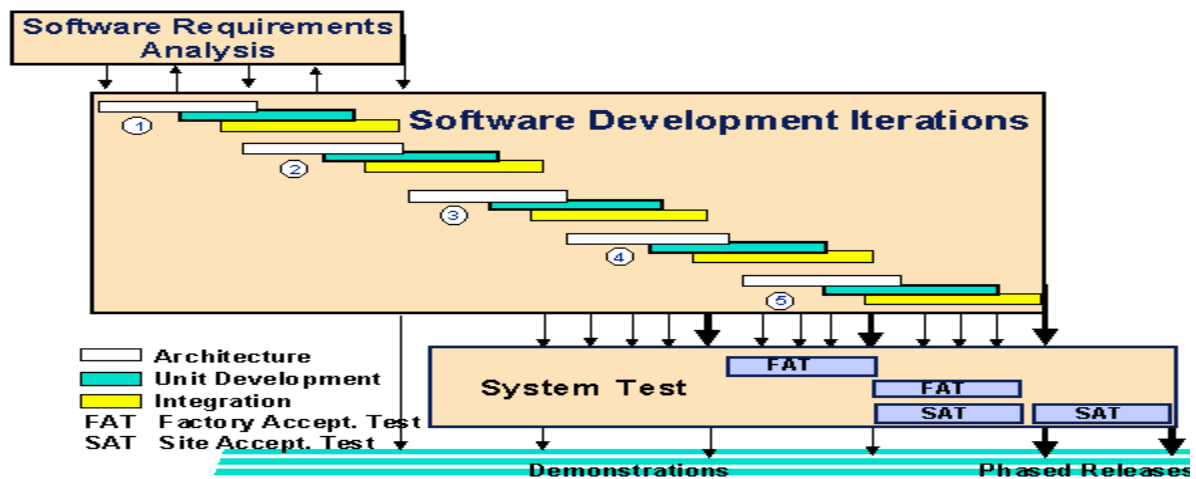 Software Requirements
Analysis
Software Development Iterations
1
2
3
4
5
Architecture
Unit Development
Integration
FAT Factory Accept. Test
SAT Site Accept. Test
System Test
FAT
FAT
SAT
SAT
Demonstrations
Phased Releases